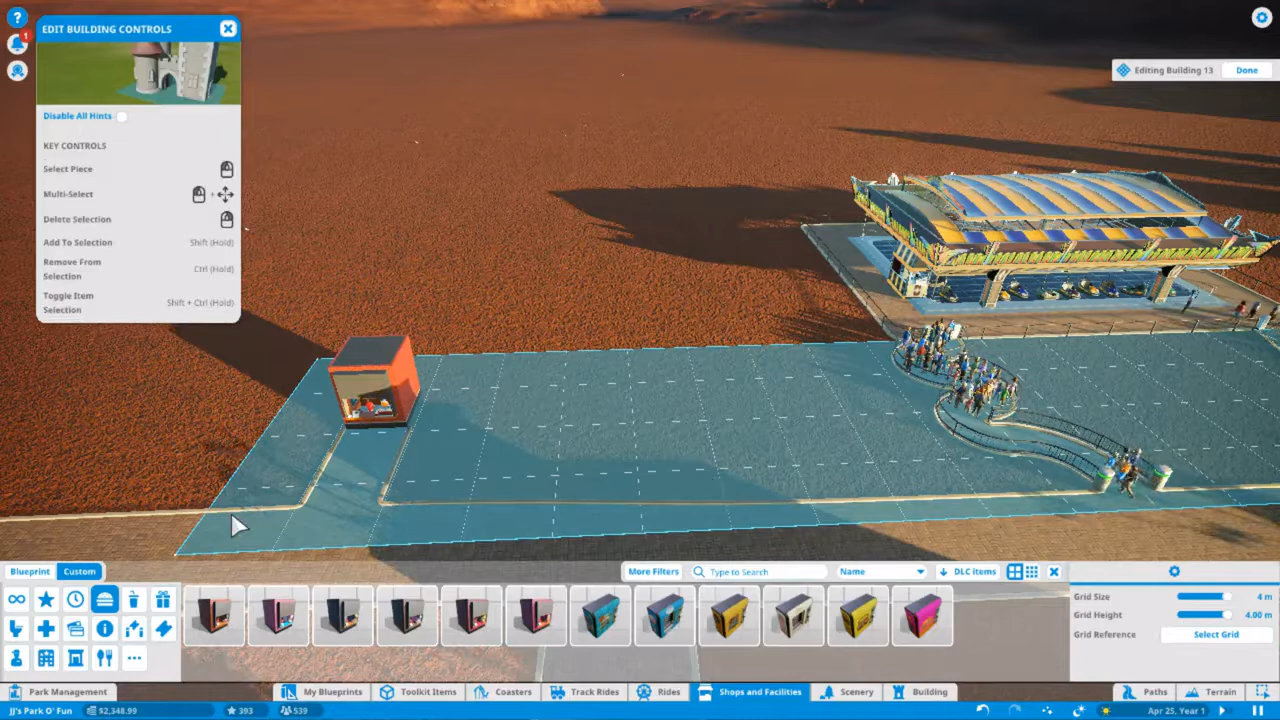 EDIT BUILDING CONTROLS
Disable All Hints
KEY CONTROLS
Select Piece
Multi-Select
Delete Selection
Add To Selection Shift (Hold)
Remove From
Selection Ctrl (Hold)
Toggle Item
Selection Shift + Ctrl (Hold)
Editing Building 13 Done
Blueprint Custom
More Filters Type to Search Name DLC items
Grid Size 4 m
Grid Height 4.00 m
Grid Reference Select Grid
Park Management My Blueprints Toolkit Items Coasters Track Rides Rides Shops and Facilities Scenery Building Paths Terrain
JJ's Park O' Fun $2,348.99 393 539 Apr 25, Year 1